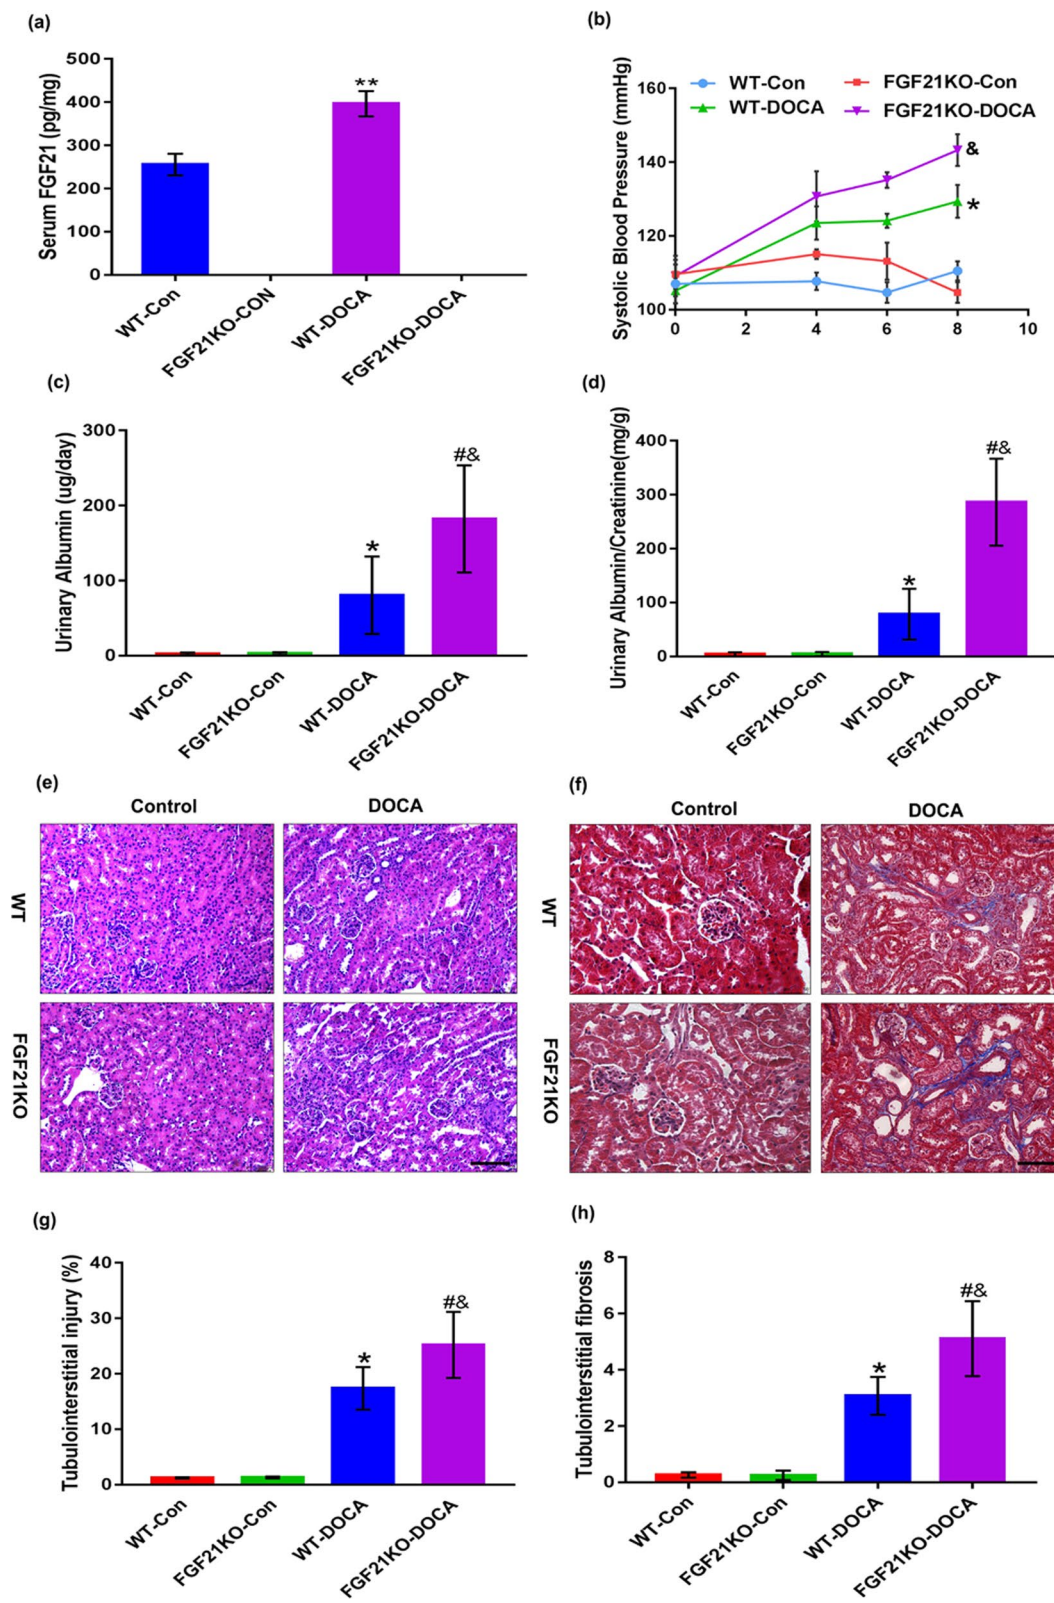 (a)
Serum FGF21 (pg/mg)
500
400
300
200
100
0
**
WT-Con
FGF21KO-CON
WT-DOCA
FGF21KO-DOCA
(b)
Systolic Blood Pressure (mmHg)
160
140
120
100
WT-Con
WT-DOCA
FGF21KO-Con
FGF21KO-DOCA
&
*
0 2 4 6 8 10
(c)
Urinary Albumin (ug/day)
300
200
100
0
*
#&
WT-Con
FGF21KO-Con
WT-DOCA
FGF21KO-DOCA
(d)
Urinary Albumin/Creatinine(mg/g)
400
300
200
100
0
*
#&
WT-Con
FGF21KO-Con
WT-DOCA
FGF21KO-DOCA
(e)
Control DOCA
WT
FGF21KO
(f)
Control DOCA
WT
FGF21KO
(g)
Tubulointerstitial injury (%)
40
30
20
10
0
*
#&
WT-Con
FGF21KO-Con
WT-DOCA
FGF21KO-DOCA
(h)
Tubulointerstitial fibrosis
8
6
4
2
0
*
#&
WT-Con
FGF21KO-Con
WT-DOCA
FGF21KO-DOCA